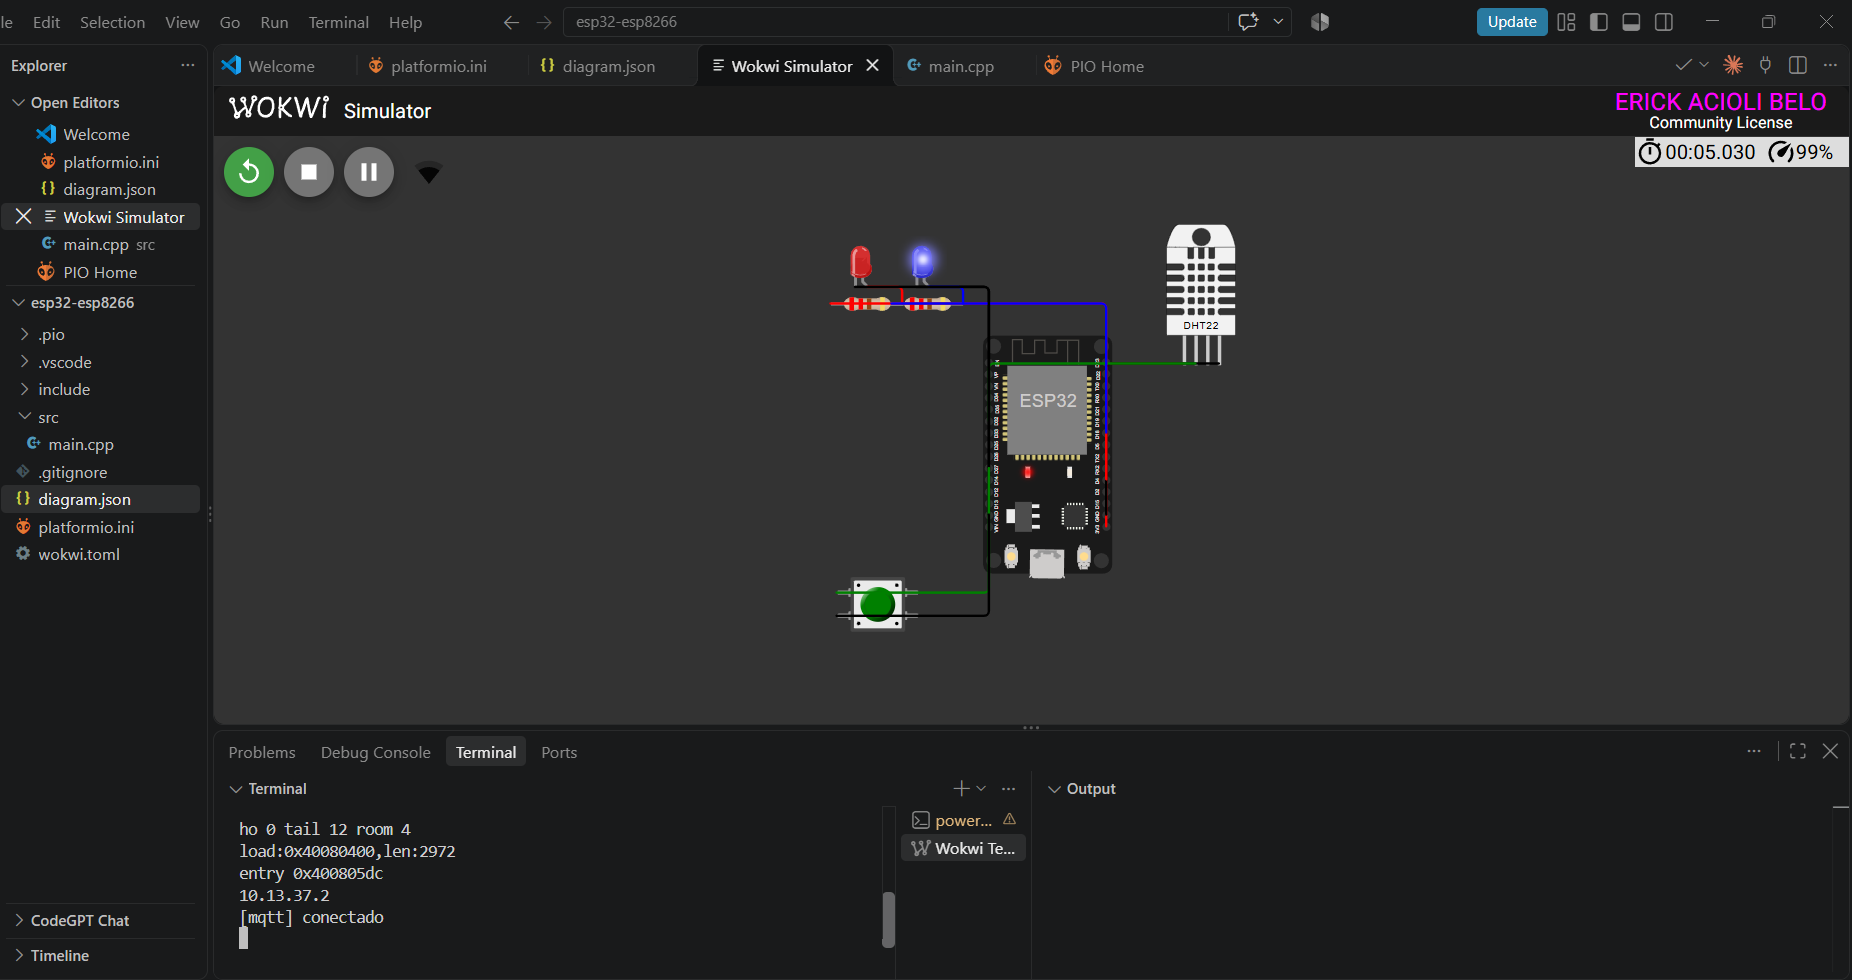 le Edit Selection View Go Run Terminal Help
esp32-esp8266
Update
Explorer
Open Editors
Welcome
platformio.ini
diagram.json
Wokwi Simulator
main.cpp src
PIO Home
esp32-esp8266
.pio
.vscode
include
src
main.cpp
.gitignore
diagram.json
platformio.ini
wokwi.toml
CodeGPT Chat
Timeline
Welcome platformio.ini diagram.json Wokwi Simulator main.cpp PIO Home
WOKWi Simulator
ERICK ACIOLI BELO
Community License
00:05.030 99%
DHT22
ESP32
Problems Debug Console Terminal Ports
Terminal
ho 0 tail 12 room 4
load:0x40080400,len:2972
entry 0x400805dc
10.13.37.2
[mqtt] conectado
power...
Wokwi Te...
Output